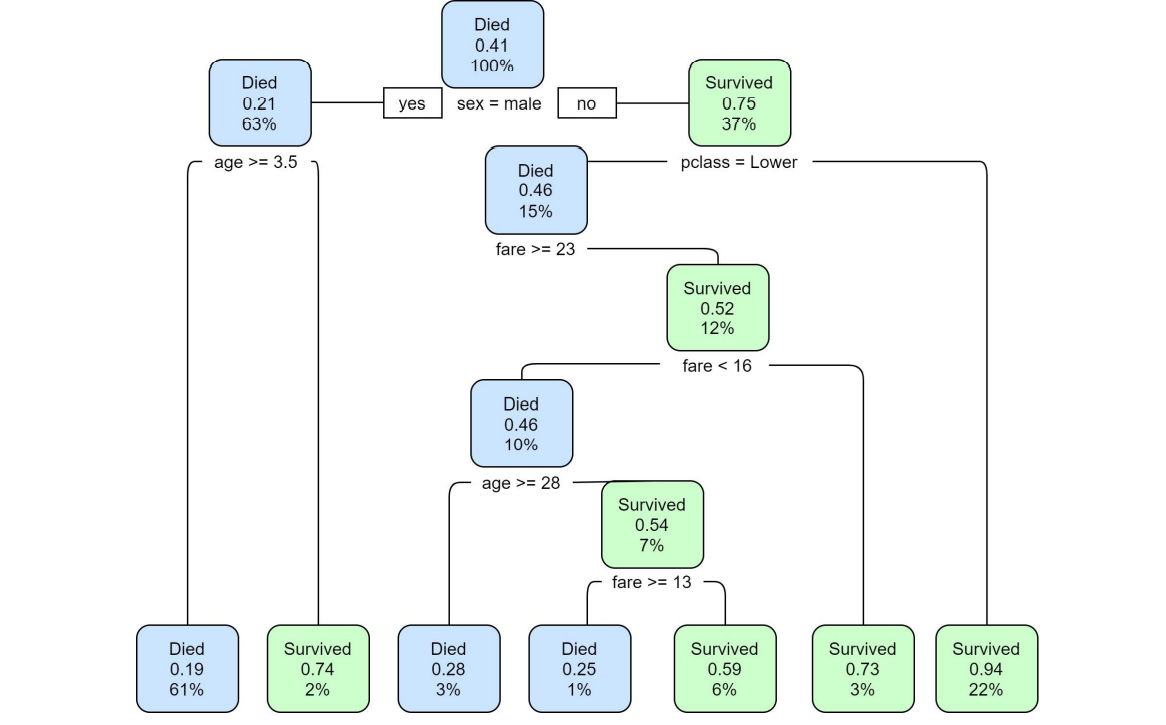 Died
0.41
100%
yes
sex = male
no
Died
0.21
63%
Survived
0.75
37%
age >= 3.5
pclass = Lower
Died
0.46
15%
fare >= 23
Survived
0.52
12%
fare < 16
Died
0.46
10%
age >= 28
Survived
0.54
7%
fare >= 13
Died
0.19
61%
Survived
0.74
2%
Died
0.28
3%
Died
0.25
1%
Survived
0.59
6%
Survived
0.73
3%
Survived
0.94
22%